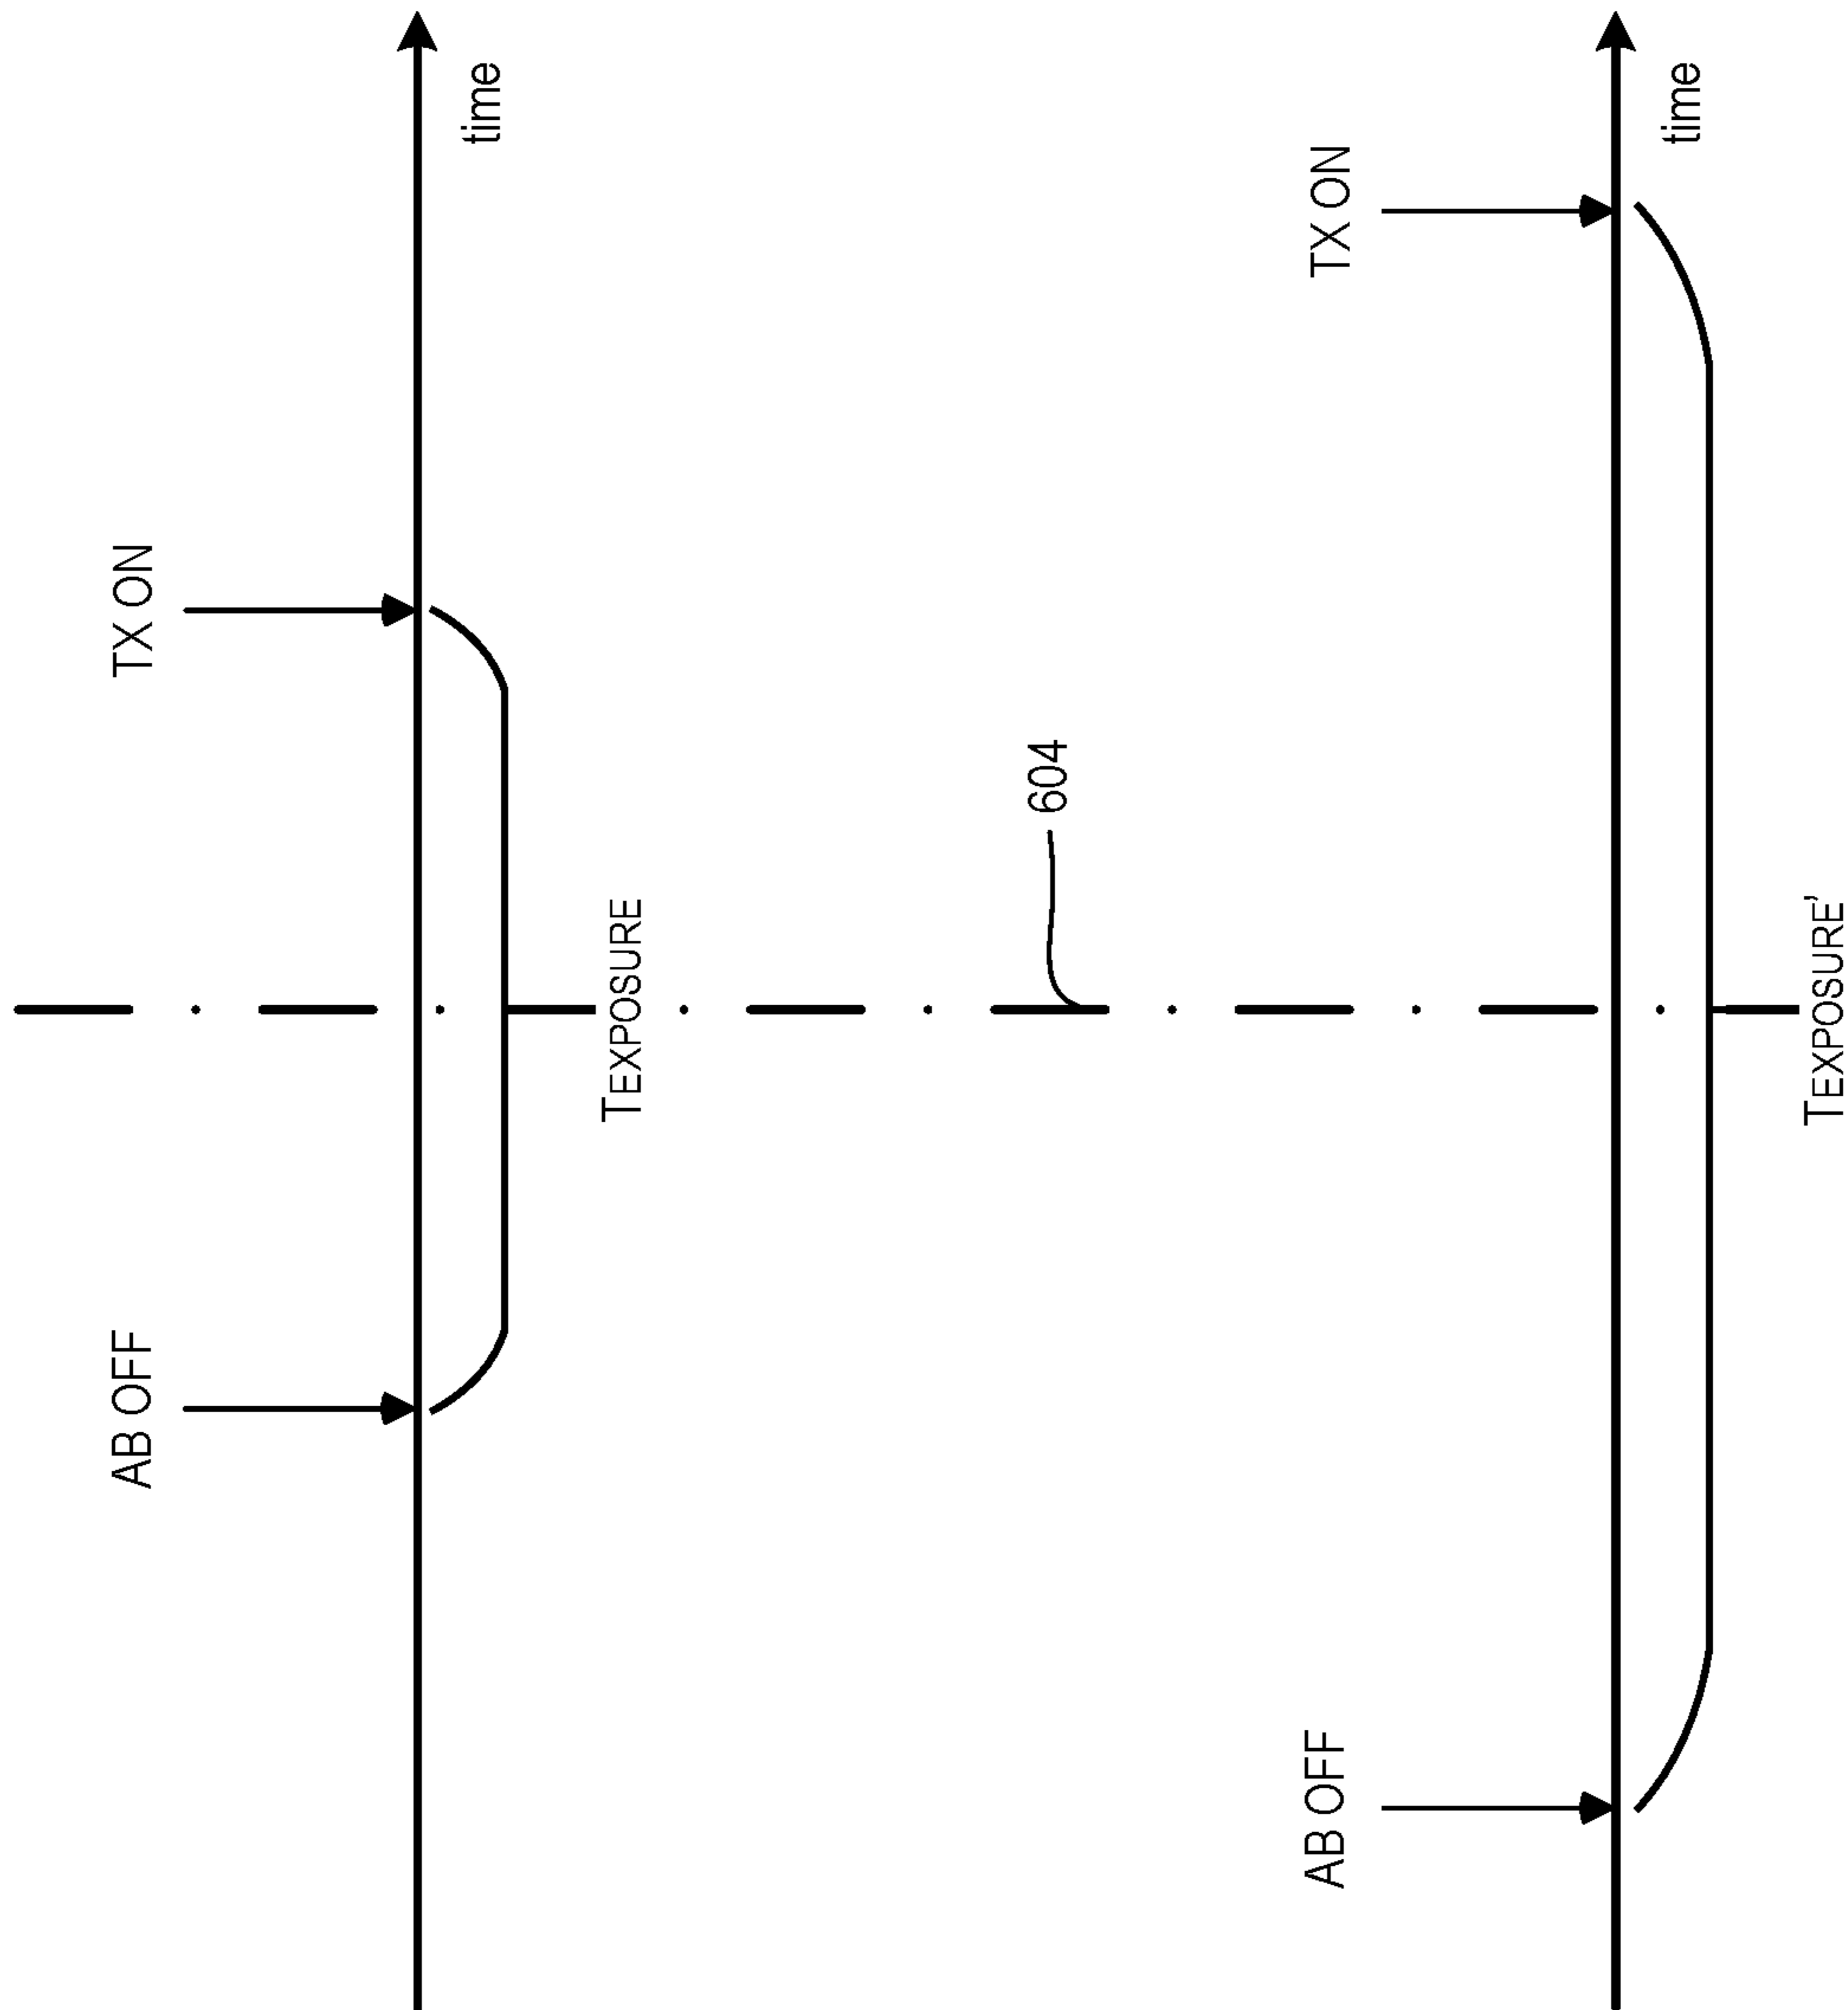 AB OFF
TX ON
time
TEXPOSURE
604
AB OFF
TX ON
time
TEXPOSURE'